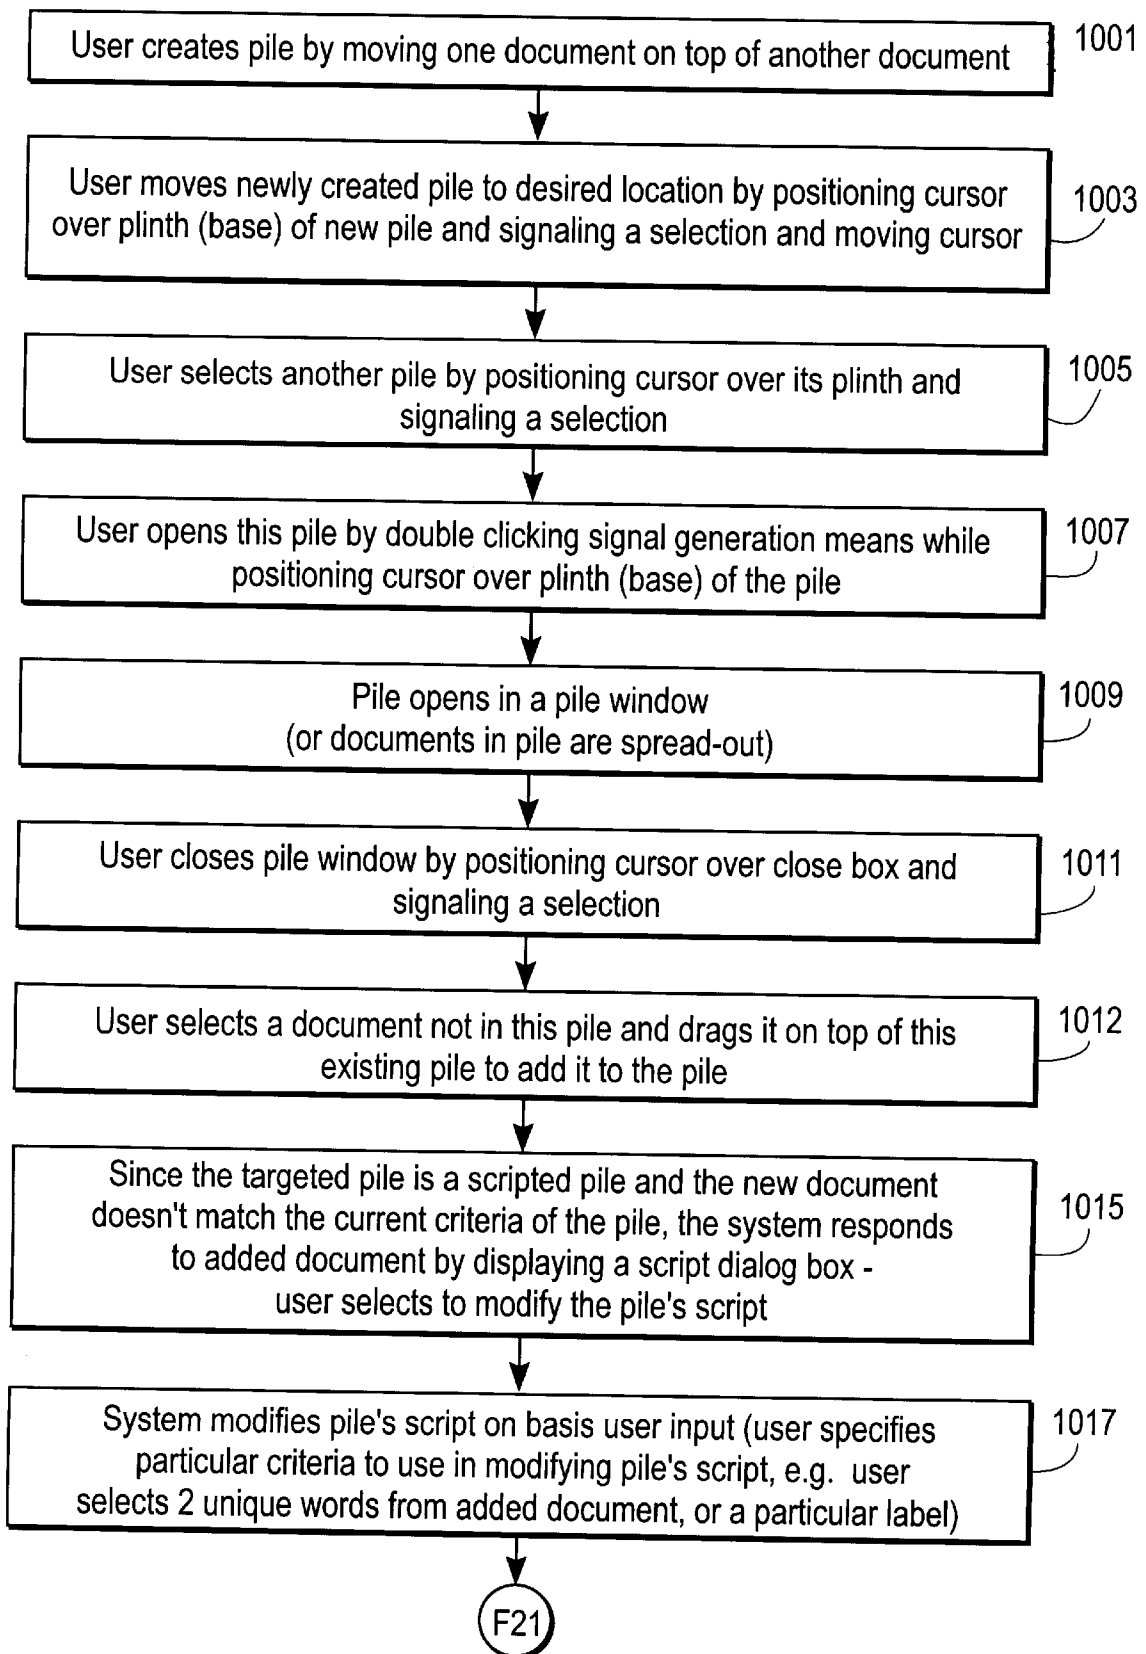 User creates pile by moving one document on top of another document
1001
User moves newly created pile to desired location by positioning cursor
over plinth (base) of new pile and signaling a selection and moving cursor
1003
User selects another pile by positioning cursor over its plinth and
signaling a selection
1005
User opens this pile by double clicking signal generation means while
positioning cursor over plinth (base) of the pile
1007
Pile opens in a pile window
(or documents in pile are spread-out)
1009
User closes pile window by positioning cursor over close box and
signaling a selection
1011
User selects a document not in this pile and drags it on top of this
existing pile to add it to the pile
1012
Since the targeted pile is a scripted pile and the new document
doesn't match the current criteria of the pile, the system responds
to added document by displaying a script dialog box -
user selects to modify the pile's script
1015
System modifies pile's script on basis user input (user specifies
particular criteria to use in modifying pile's script, e.g. user
selects 2 unique words from added document, or a particular label)
1017
F21